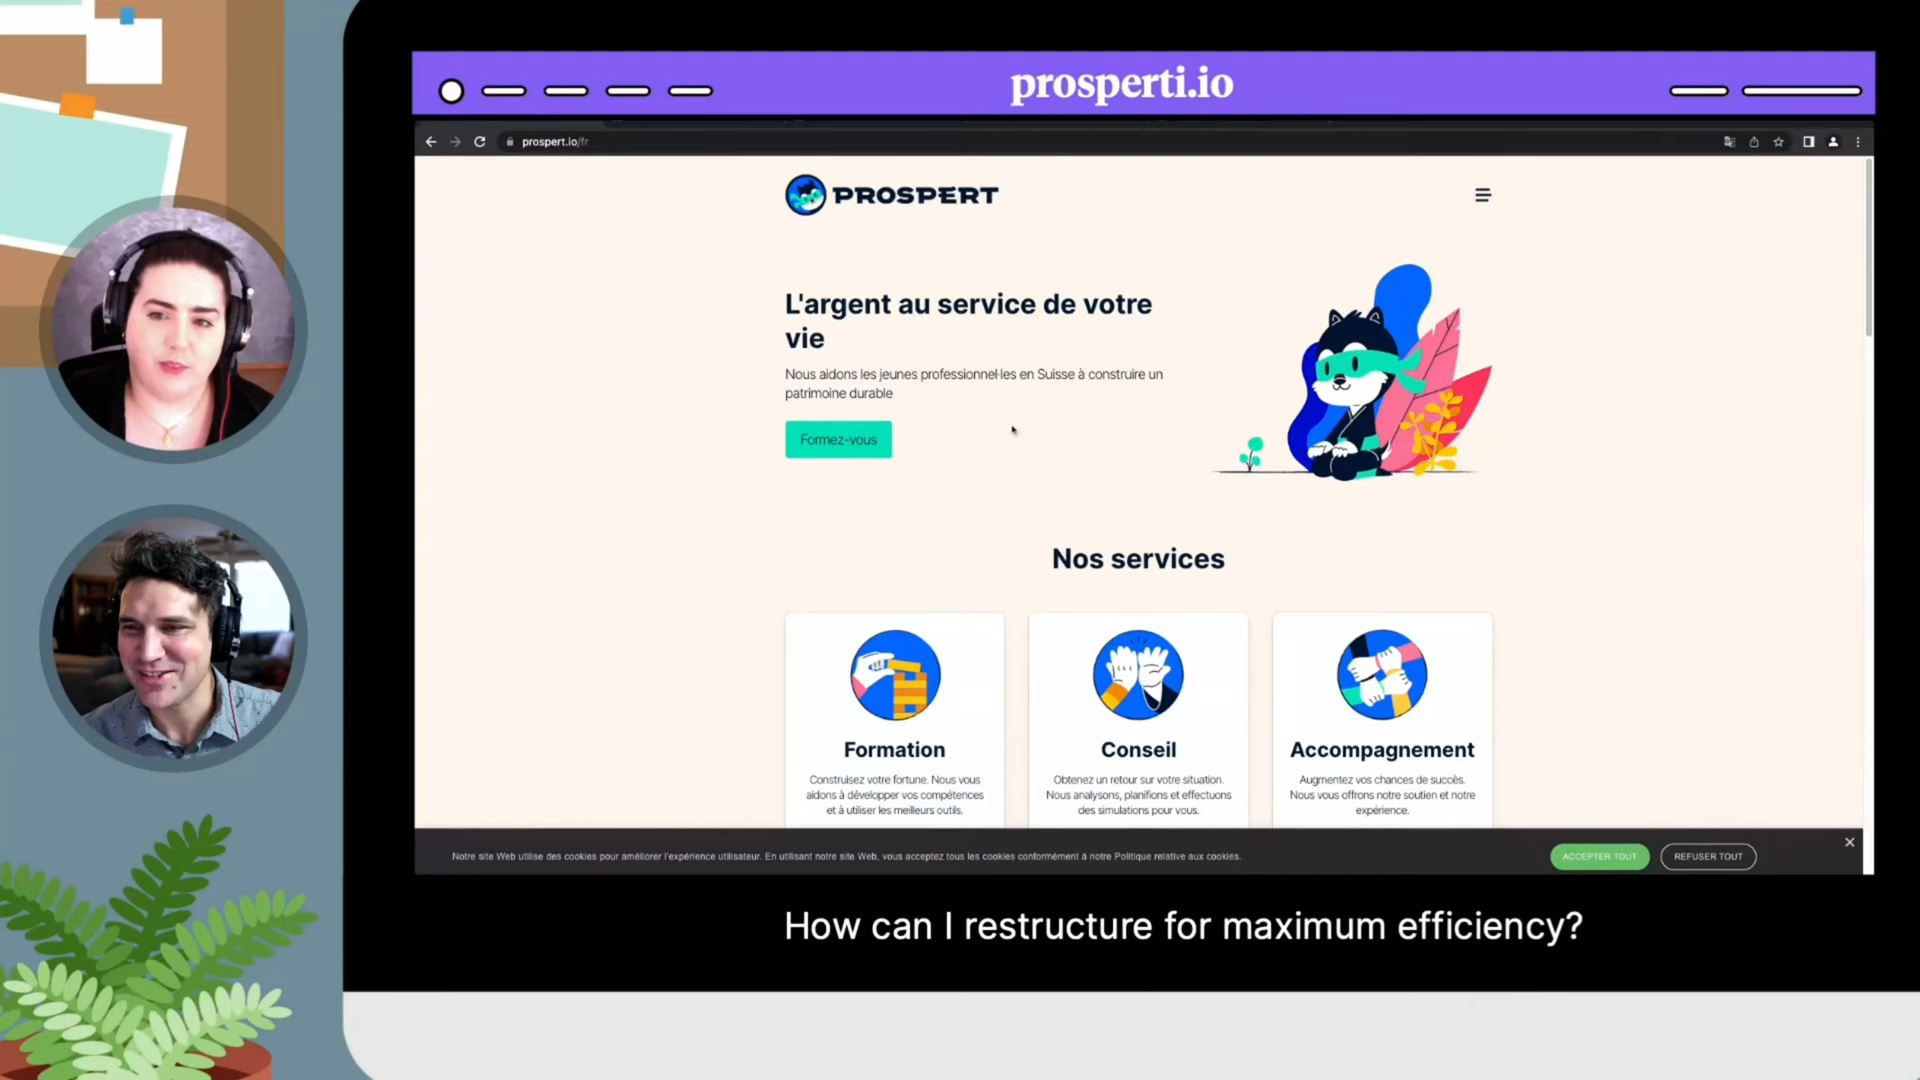 prosperti.io
prospert.io/fr
PROSPERT
L'argent au service de votre
vie
Nous aidons les jeunes professionnel·les en Suisse à construire un
patrimoine durable
Formez-vous
Nos services
Formation
Construisez votre fortune. Nous vous
aidons à développer vos compétences
et à utiliser les meilleurs outils.
Conseil
Obtenez un retour sur votre situation.
Nous analysons, planifions et effectuons
des simulations pour vous.
Accompagnement
Augmentez vos chances de succès.
Nous vous offrons notre soutien et notre
expérience.
Notre site Web utilise des cookies pour améliorer l'expérience utilisateur. En utilisant notre site Web, vous acceptez tous les cookies conformément à notre Politique relative aux cookies.
ACCEPTER TOUT
REFUSER TOUT
How can I restructure for maximum efficiency?